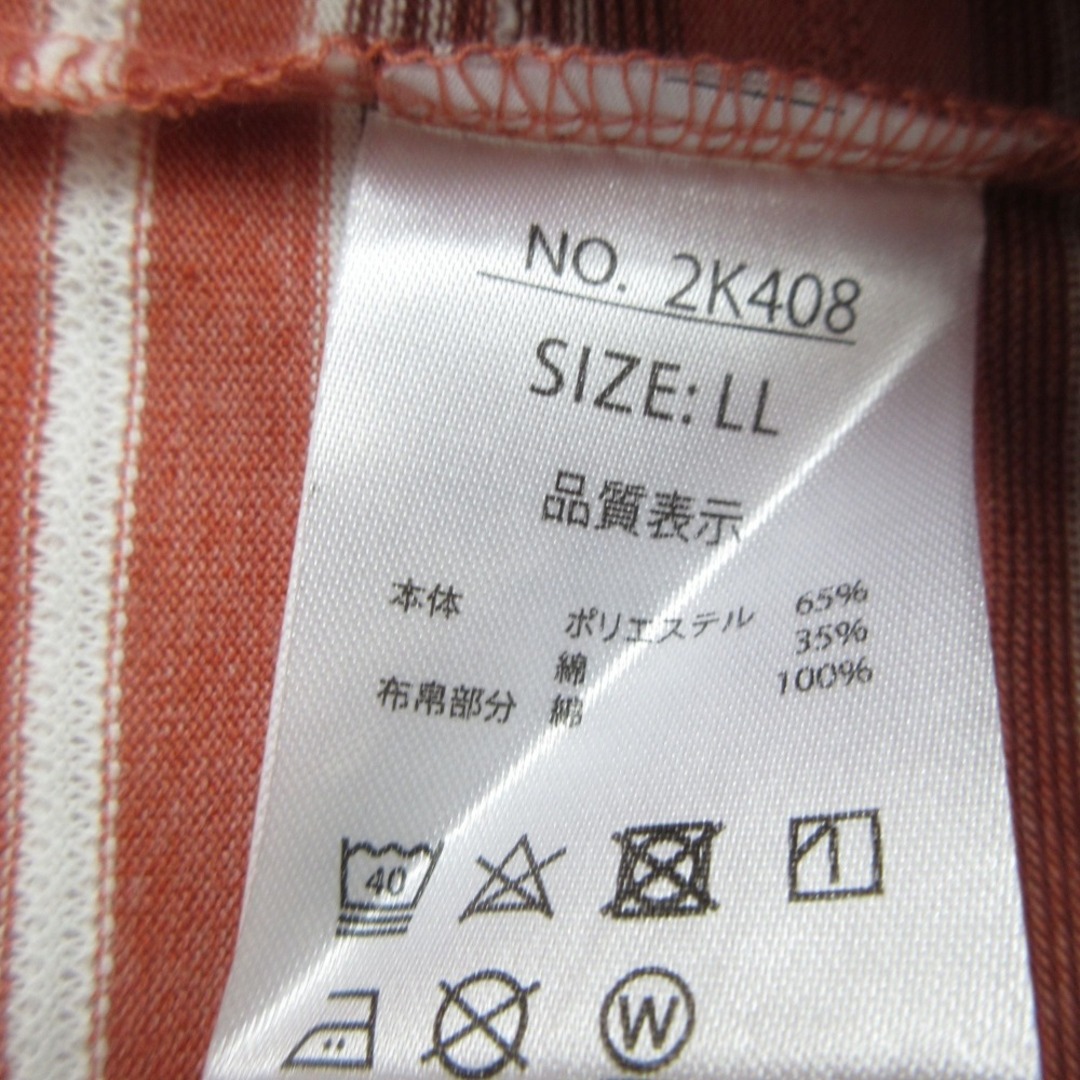 NO. 2K408
SIZE: LL
品質表示
本体 ポリエステル 65%
綿 35%
布帛部分 綿 100%
40
W